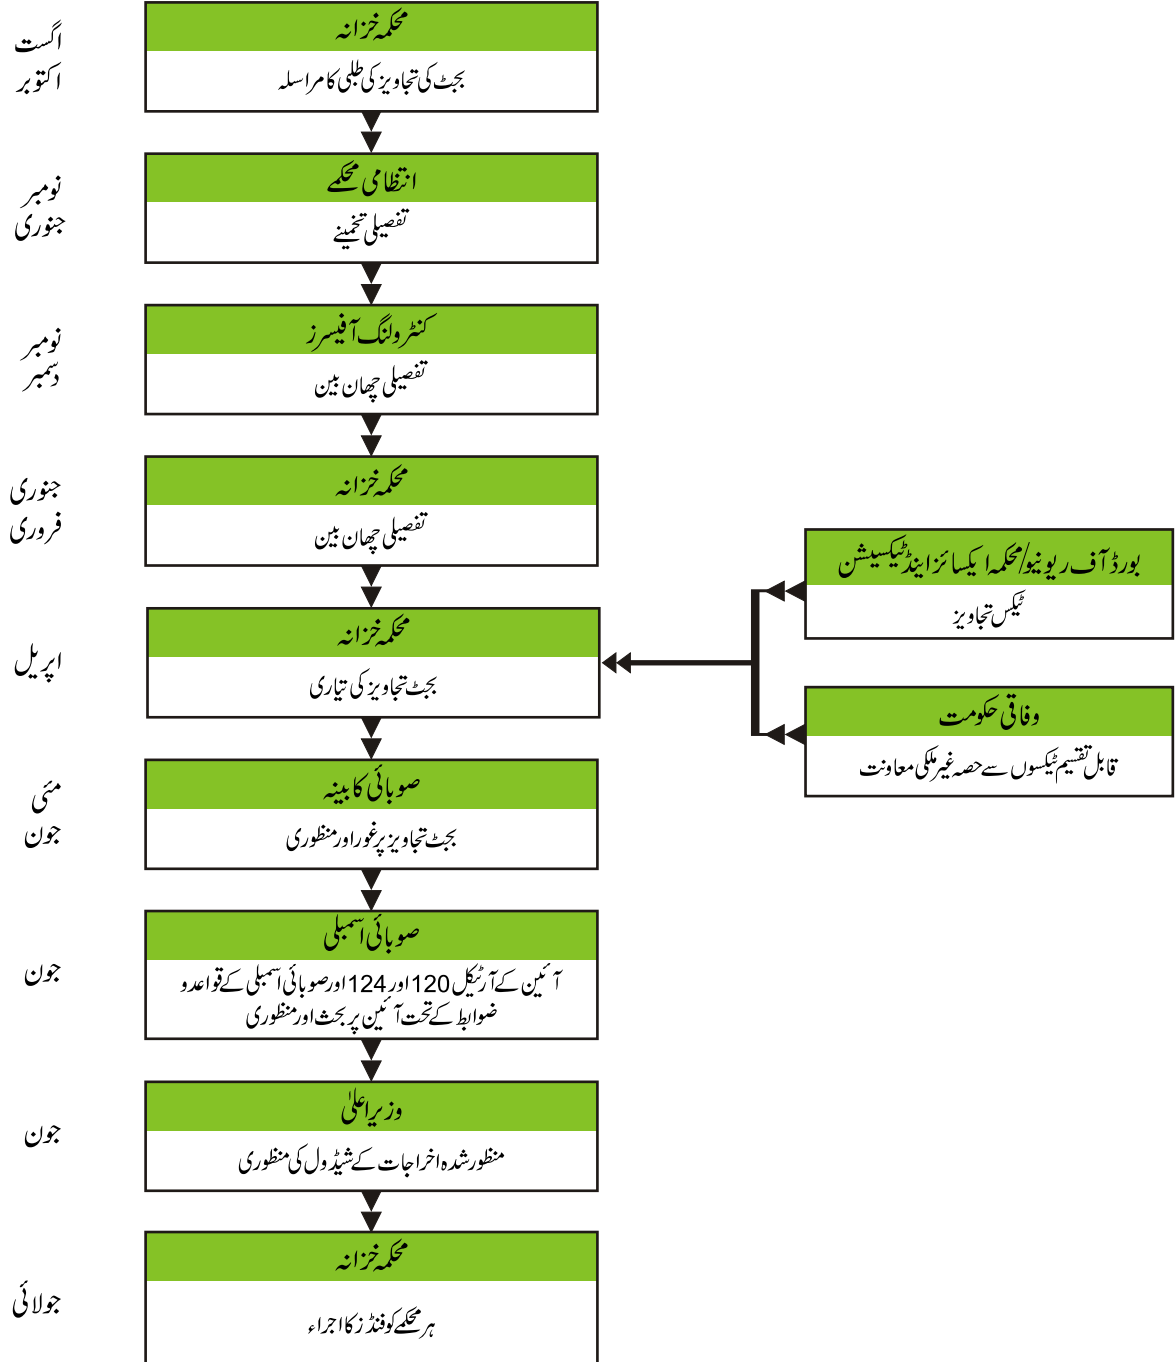 اگست
اکتوبر
محکمہ خزانہ
بجٹ کی تجاویز کی طلبی کا مراسلہ
نومبر
جنوری
انتظامی محکمے
تفصیلی تخمینے
نومبر
دسمبر
کنٹرولنگ آفیسرز
تفصیلی چھان بین
جنوری
فروری
محکمہ خزانہ
تفصیلی چھان بین
بورڈ آف ریونیو/محکمہ ایکسائز اینڈ ٹیکسیشن
ٹیکس تجاویز
اپریل
محکمہ خزانہ
بجٹ تجاویز کی تیاری
وفاقی حکومت
قابل تقسیم ٹیکسوں سے حصہ غیر ملکی معاونت
مئی
جون
صوبائی کابینہ
بجٹ تجاویز پر غور اور منظوری
جون
صوبائی اسمبلی
آئین کے آرٹیکل 120 اور 124 اور صوبائی اسمبلی کے قواعد و
ضوابط کے تحت آئین پر بحث اور منظوری
جون
وزیراعلیٰ
منظور شدہ اخراجات کے شیڈول کی منظوری
جولائی
محکمہ خزانہ
ہر محکمے کو فنڈز کا اجراء